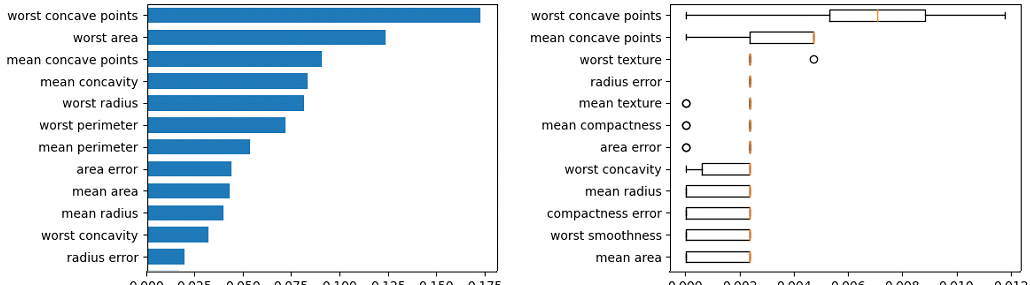 worst concave points
worst area
mean concave points
mean concavity
worst radius
worst perimeter
mean perimeter
area error
mean area
mean radius
worst concavity
radius error
0.000 0.025 0.050 0.075 0.100 0.125 0.150 0.175
worst concave points
mean concave points
worst texture
radius error
mean texture
mean compactness
area error
worst concavity
mean radius
compactness error
worst smoothness
mean area
0.000 0.002 0.004 0.006 0.008 0.010 0.012